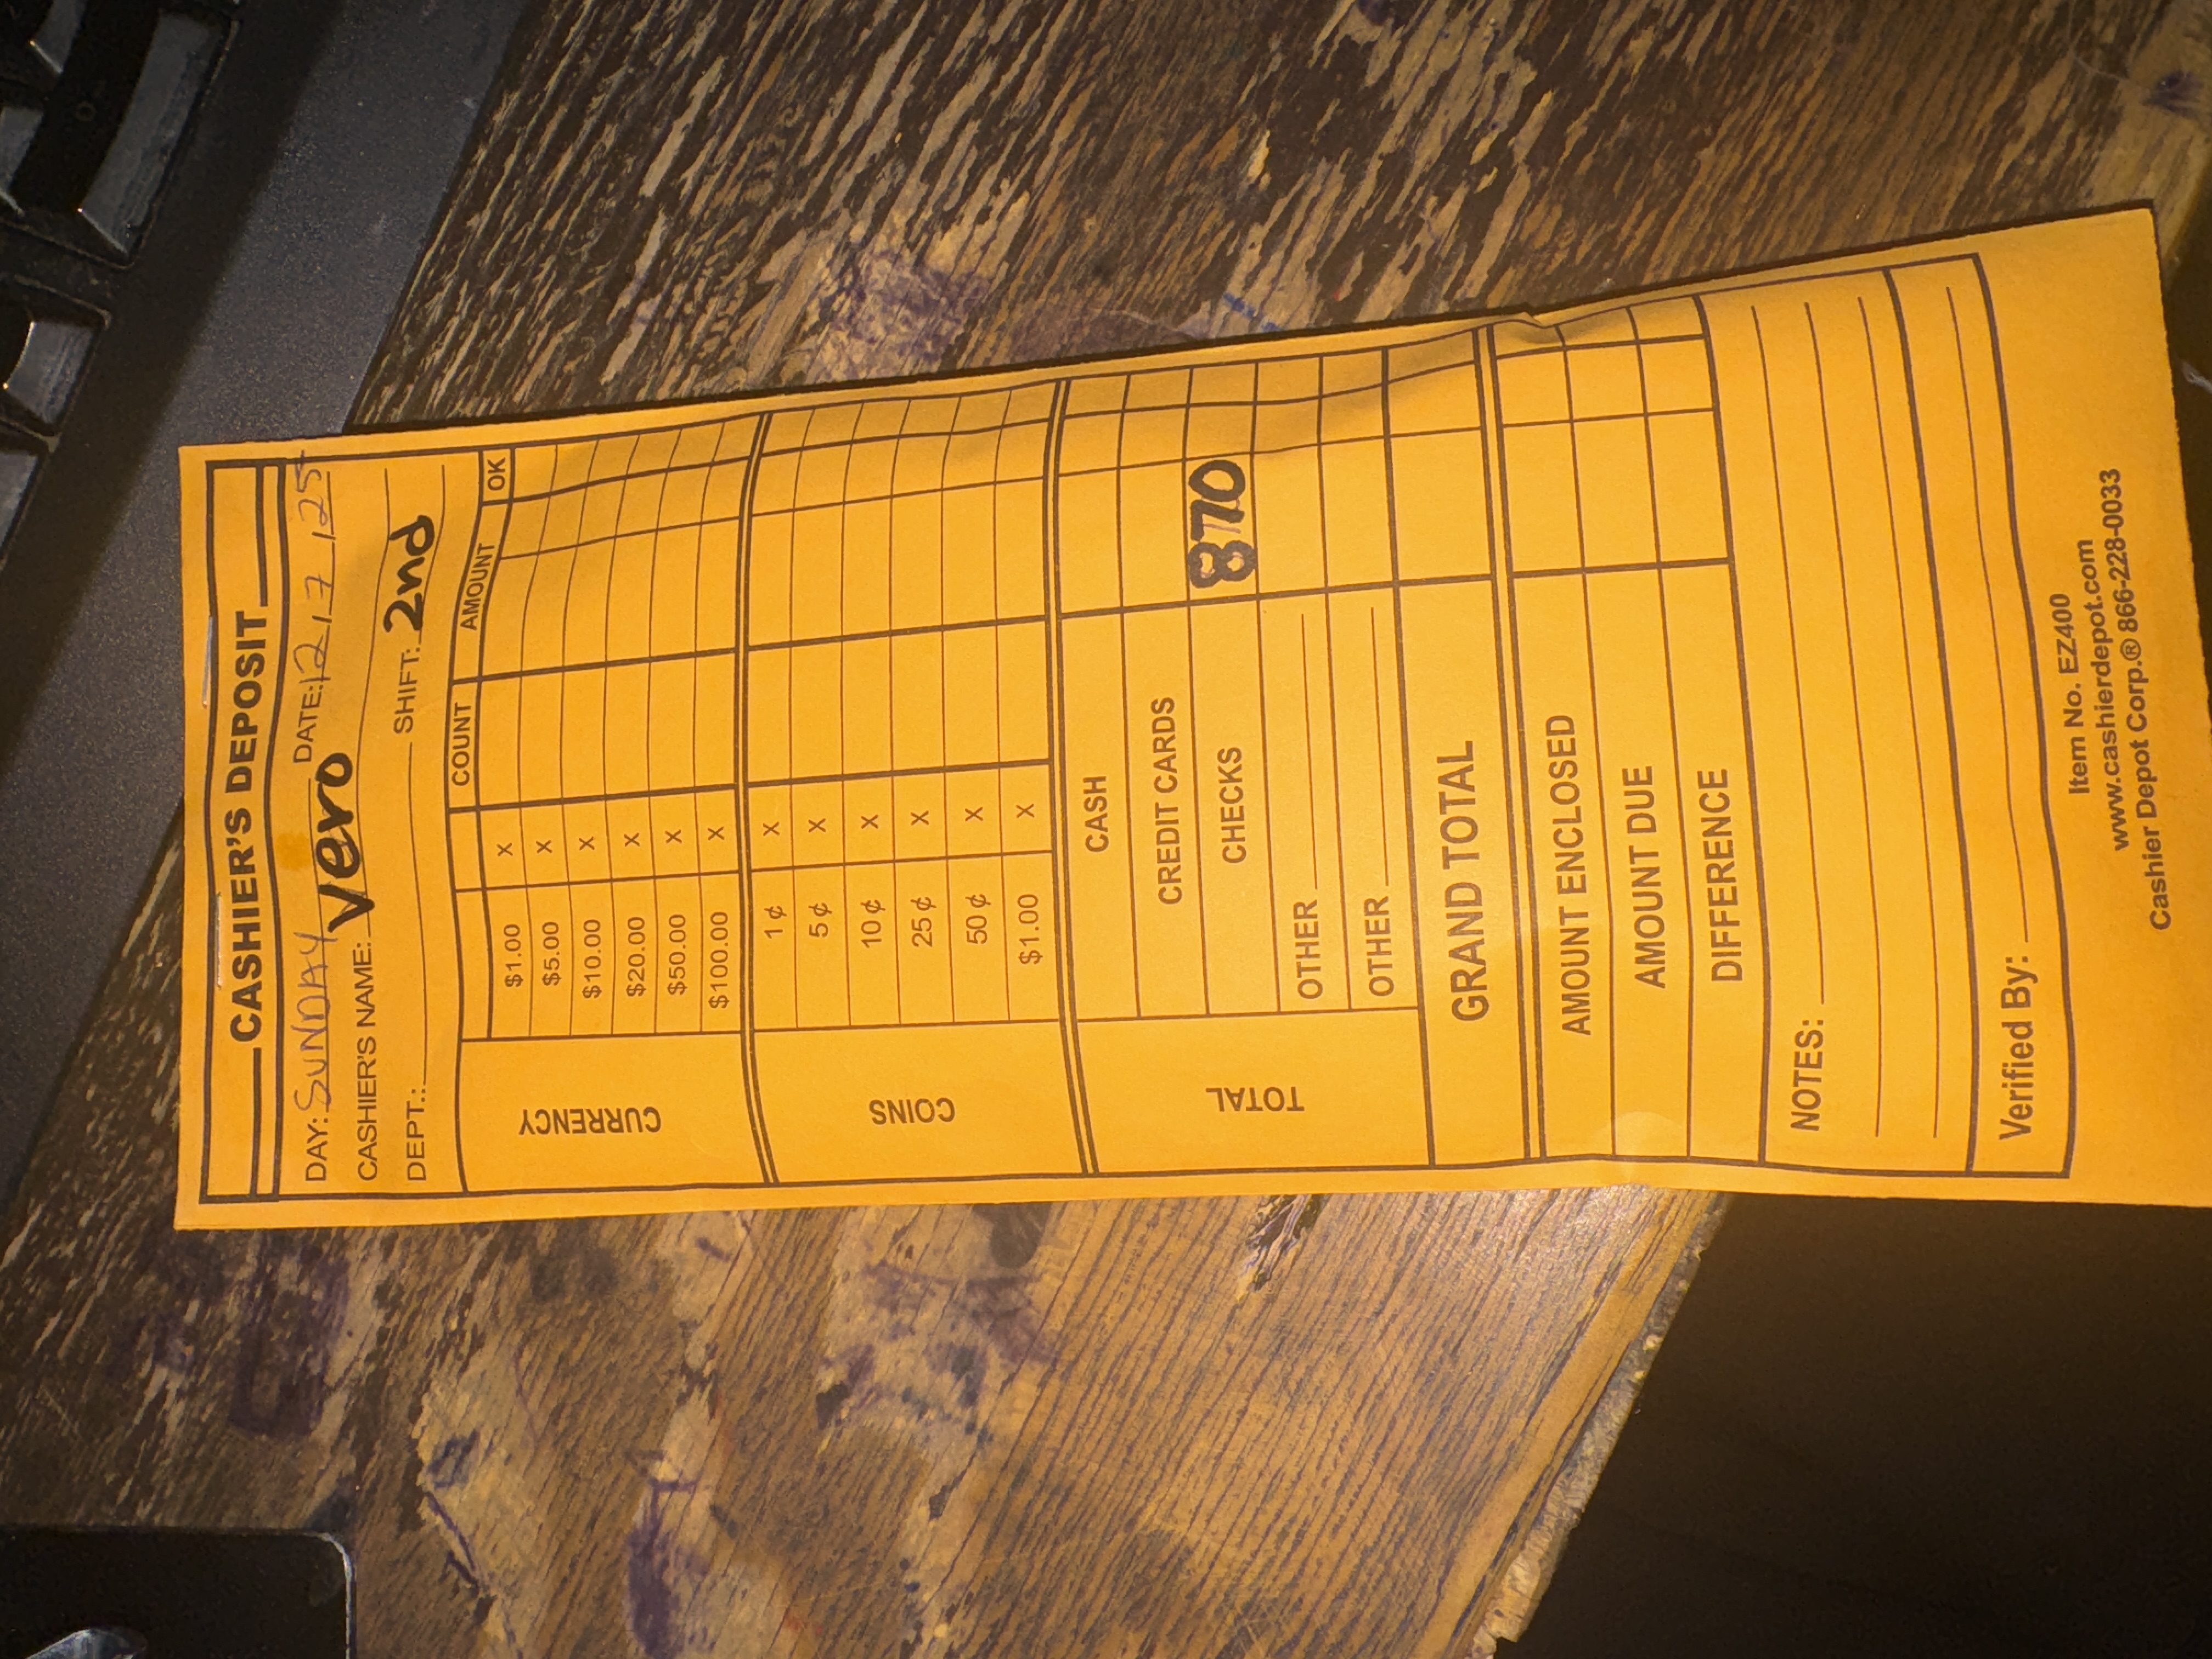 CASHIER'S DEPOSIT
DAY: SUNDAY DATE: 12/7/25
CASHIER'S NAME: Vero
DEPT.: SHIFT: 2nd
COUNT AMOUNT OK
CURRENCY
$1.00 X
$5.00 X
$10.00 X
$20.00 X
$50.00 X
$100.00 X
COINS
1¢ X
5¢ X
10¢ X
25¢ X
50¢ X
$1.00 X
TOTAL
CASH
CREDIT CARDS
CHECKS 870
OTHER
OTHER
GRAND TOTAL
AMOUNT ENCLOSED
AMOUNT DUE
DIFFERENCE
NOTES:
Verified By:
Item No. EZ400
www.cashierdepot.com
Cashier Depot Corp.® 866-228-0033